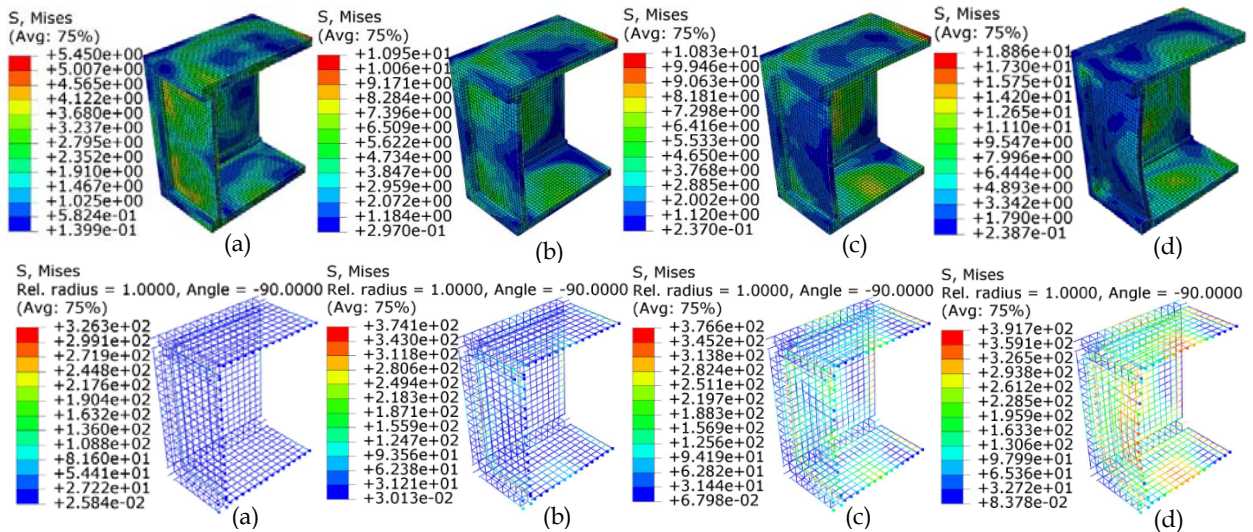 S, Mises
(Avg: 75%)
+5.450e+00
+5.007e+00
+4.565e+00
+4.122e+00
+3.680e+00
+3.237e+00
+2.795e+00
+2.352e+00
+1.910e+00
+1.467e+00
+1.025e+00
+5.824e-01
+1.399e-01
(a)
S, Mises
(Avg: 75%)
+1.095e+01
+1.006e+01
+9.171e+00
+8.284e+00
+7.396e+00
+6.509e+00
+5.622e+00
+4.734e+00
+3.847e+00
+2.959e+00
+2.072e+00
+1.184e+00
+2.970e-01
(b)
S, Mises
(Avg: 75%)
+1.083e+01
+9.946e+00
+9.063e+00
+8.181e+00
+7.298e+00
+6.416e+00
+5.533e+00
+4.650e+00
+3.768e+00
+2.885e+00
+2.002e+00
+1.120e+00
+2.370e-01
(c)
S, Mises
(Avg: 75%)
+1.886e+01
+1.730e+01
+1.575e+01
+1.420e+01
+1.265e+01
+1.110e+01
+9.547e+00
+7.996e+00
+6.444e+00
+4.893e+00
+3.342e+00
+1.790e+00
+2.387e-01
(d)
S, Mises
Rel. radius = 1.0000, Angle = -90.0000
(Avg: 75%)
+3.263e+02
+2.991e+02
+2.719e+02
+2.448e+02
+2.176e+02
+1.904e+02
+1.632e+02
+1.360e+02
+1.088e+02
+8.160e+01
+5.441e+01
+2.722e+01
+2.584e-02
(a)
S, Mises
Rel. radius = 1.0000, Angle = -90.0000
(Avg: 75%)
+3.741e+02
+3.430e+02
+3.118e+02
+2.806e+02
+2.494e+02
+2.183e+02
+1.871e+02
+1.559e+02
+1.247e+02
+9.356e+01
+6.238e+01
+3.121e+01
+3.013e-02
(b)
S, Mises
Rel. radius = 1.0000, Angle = -90.0000
(Avg: 75%)
+3.766e+02
+3.452e+02
+3.138e+02
+2.824e+02
+2.511e+02
+2.197e+02
+1.883e+02
+1.569e+02
+1.256e+02
+9.419e+01
+6.282e+01
+3.144e+01
+6.798e-02
(c)
S, Mises
Rel. radius = 1.0000, Angle = -90.0000
(Avg: 75%)
+3.917e+02
+3.591e+02
+3.265e+02
+2.938e+02
+2.612e+02
+2.285e+02
+1.959e+02
+1.633e+02
+1.306e+02
+9.799e+01
+6.536e+01
+3.272e+01
+8.378e-02
(d)